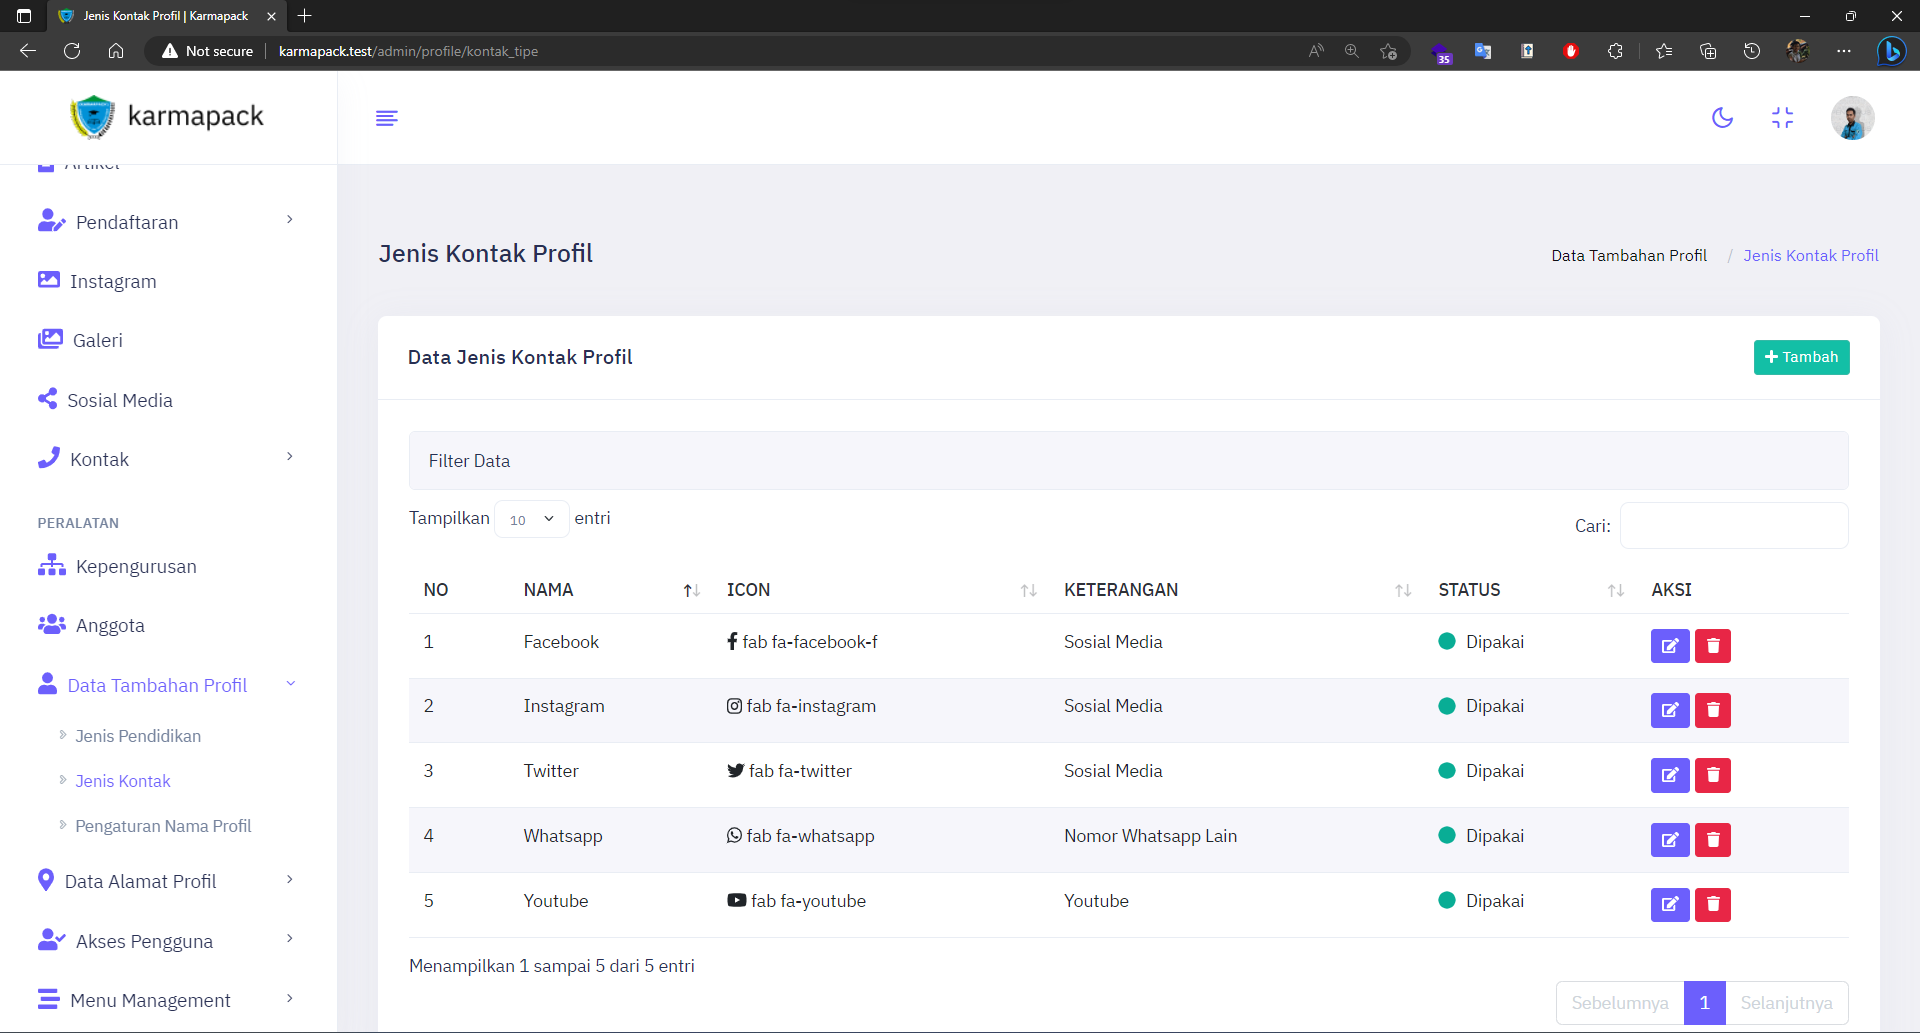 Jenis Kontak Profil | Karmapack
Not secure
karmapack.test/admin/profile/kontak_tipe
35
karmapack
Artikel
Pendaftaran
Instagram
Galeri
Sosial Media
Kontak
PERALATAN
Kepengurusan
Anggota
Data Tambahan Profil
Jenis Pendidikan
Jenis Kontak
Pengaturan Nama Profil
Data Alamat Profil
Akses Pengguna
Menu Management
Jenis Kontak Profil
Data Tambahan Profil / Jenis Kontak Profil
Data Jenis Kontak Profil
Tambah
Filter Data
Tampilkan 10 entri
Cari:
NO NAMA ICON KETERANGAN STATUS AKSI
1 Facebook fab fa-facebook-f Sosial Media Dipakai
2 Instagram fab fa-instagram Sosial Media Dipakai
3 Twitter fab fa-twitter Sosial Media Dipakai
4 Whatsapp fab fa-whatsapp Nomor Whatsapp Lain Dipakai
5 Youtube fab fa-youtube Youtube Dipakai
Menampilkan 1 sampai 5 dari 5 entri
Sebelumnya 1 Selanjutnya